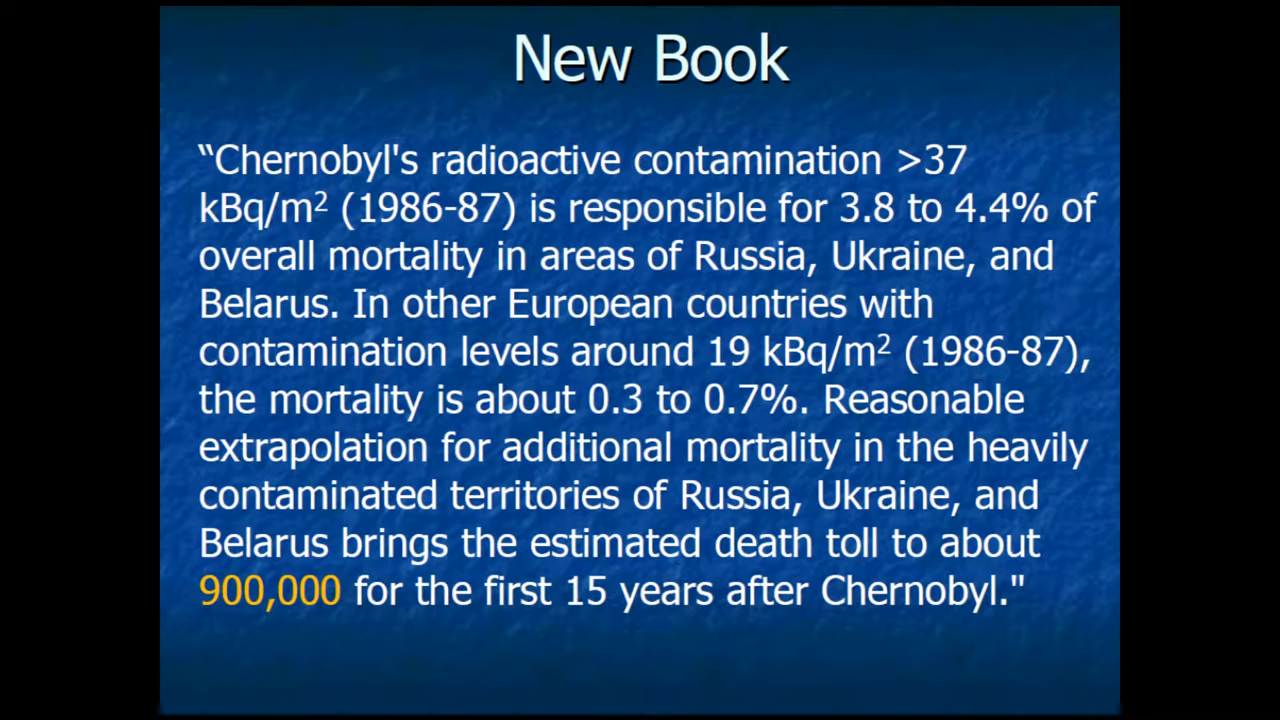 New Book
“Chernobyl's radioactive contamination >37
kBq/m² (1986-87) is responsible for 3.8 to 4.4% of
overall mortality in areas of Russia, Ukraine, and
Belarus. In other European countries with
contamination levels around 19 kBq/m² (1986-87),
the mortality is about 0.3 to 0.7%. Reasonable
extrapolation for additional mortality in the heavily
contaminated territories of Russia, Ukraine, and
Belarus brings the estimated death toll to about
900,000 for the first 15 years after Chernobyl."